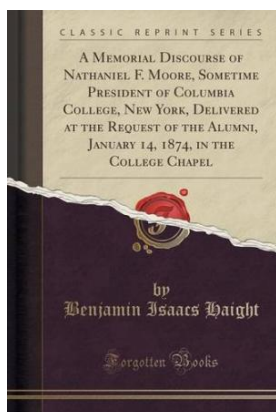 CLASSIC REPRINT SERIES
A MEMORIAL DISCOURSE OF
NATHANIEL F. MOORE, SOMETIME
PRESIDENT OF COLUMBIA
COLLEGE, NEW YORK, DELIVERED
AT THE REQUEST OF THE ALUMNI,
JANUARY 14, 1874, IN THE
COLLEGE CHAPEL
by
Benjamin Isaacs Haight
Forgotten Books